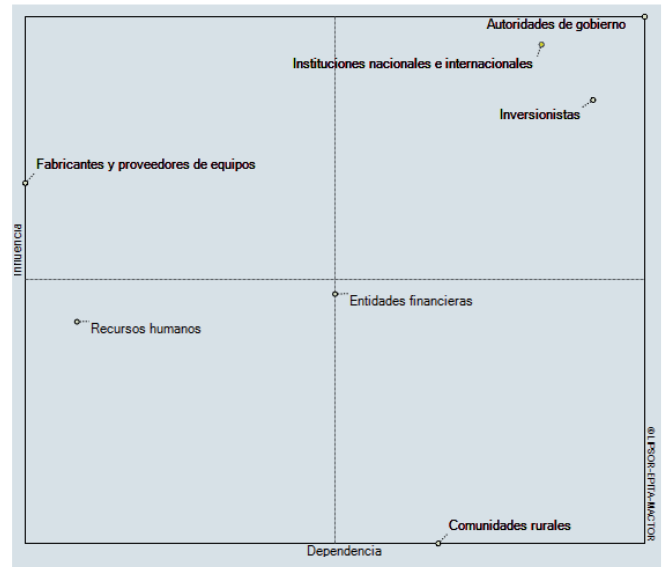 Autoridades de gobierno
Instituciones nacionales e internacionales
Inversionistas
Fabricantes y proveedores de equipos
Influencia
Entidades financieras
Recursos humanos
Comunidades rurales
Dependencia
©LIPSOR-EPITA-MACTOR